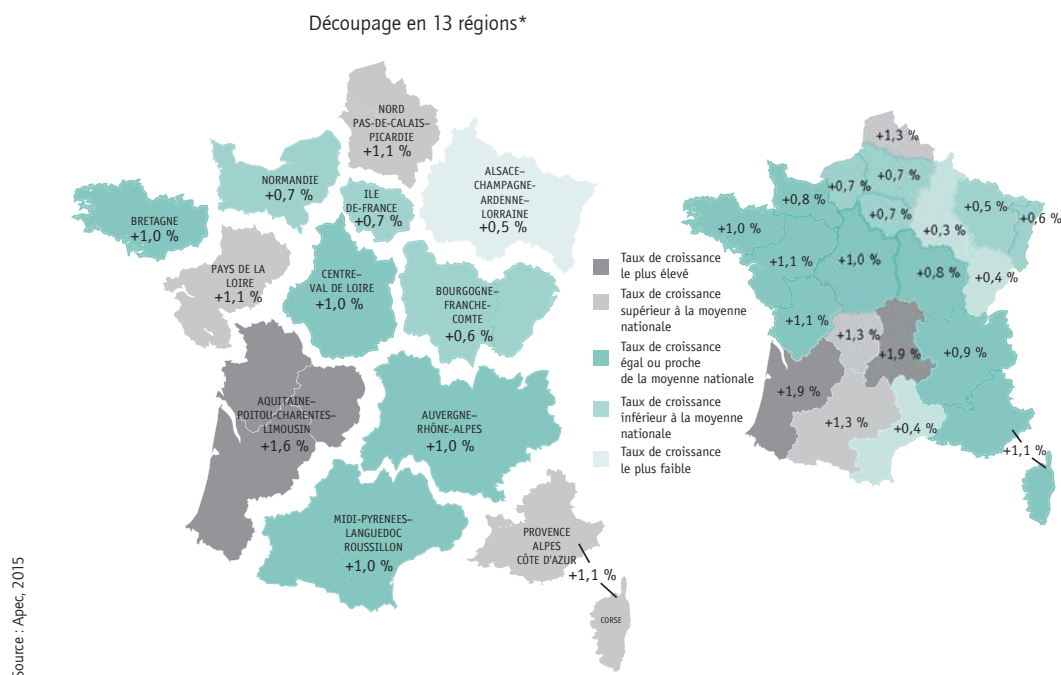 Découpage en 13 régions*
NORD
PAS-DE-CALAIS–
PICARDIE
+1,1 %
NORMANDIE
+0,7 %
ILE
DE-FRANCE
+0,7 %
ALSACE–
CHAMPAGNE-
ARDENNE–
LORRAINE
+0,5 %
BRETAGNE
+1,0 %
PAYS DE LA
LOIRE
+1,1 %
CENTRE–
VAL DE LOIRE
+1,0 %
BOURGOGNE–
FRANCHE-
COMTE
+0,6 %
AQUITAINE–
POITOU-CHARENTES–
LIMOUSIN
+1,6 %
AUVERGNE–
RHÔNE-ALPES
+1,0 %
MIDI-PYRENEES–
LANGUEDOC
ROUSSILLON
+1,0 %
PROVENCE
ALPES
CÔTE D'AZUR
+1,1 %
CORSE
Taux de croissance
le plus élevé
Taux de croissance
supérieur à la moyenne
nationale
Taux de croissance
égal ou proche
de la moyenne nationale
Taux de croissance
inférieur à la moyenne
nationale
Taux de croissance
le plus faible
+1,3 %
+0,7 %
+0,7 %
+0,8 %
+0,7 %
+0,5 %
+0,6 %
+0,3 %
+1,0 %
+1,1 %
+1,0 %
+0,8 %
+0,4 %
+1,1 %
+1,3 %
+1,9 %
+0,9 %
+1,9 %
+1,3 %
+0,4 %
+1,1 %
Source : Apec, 2015